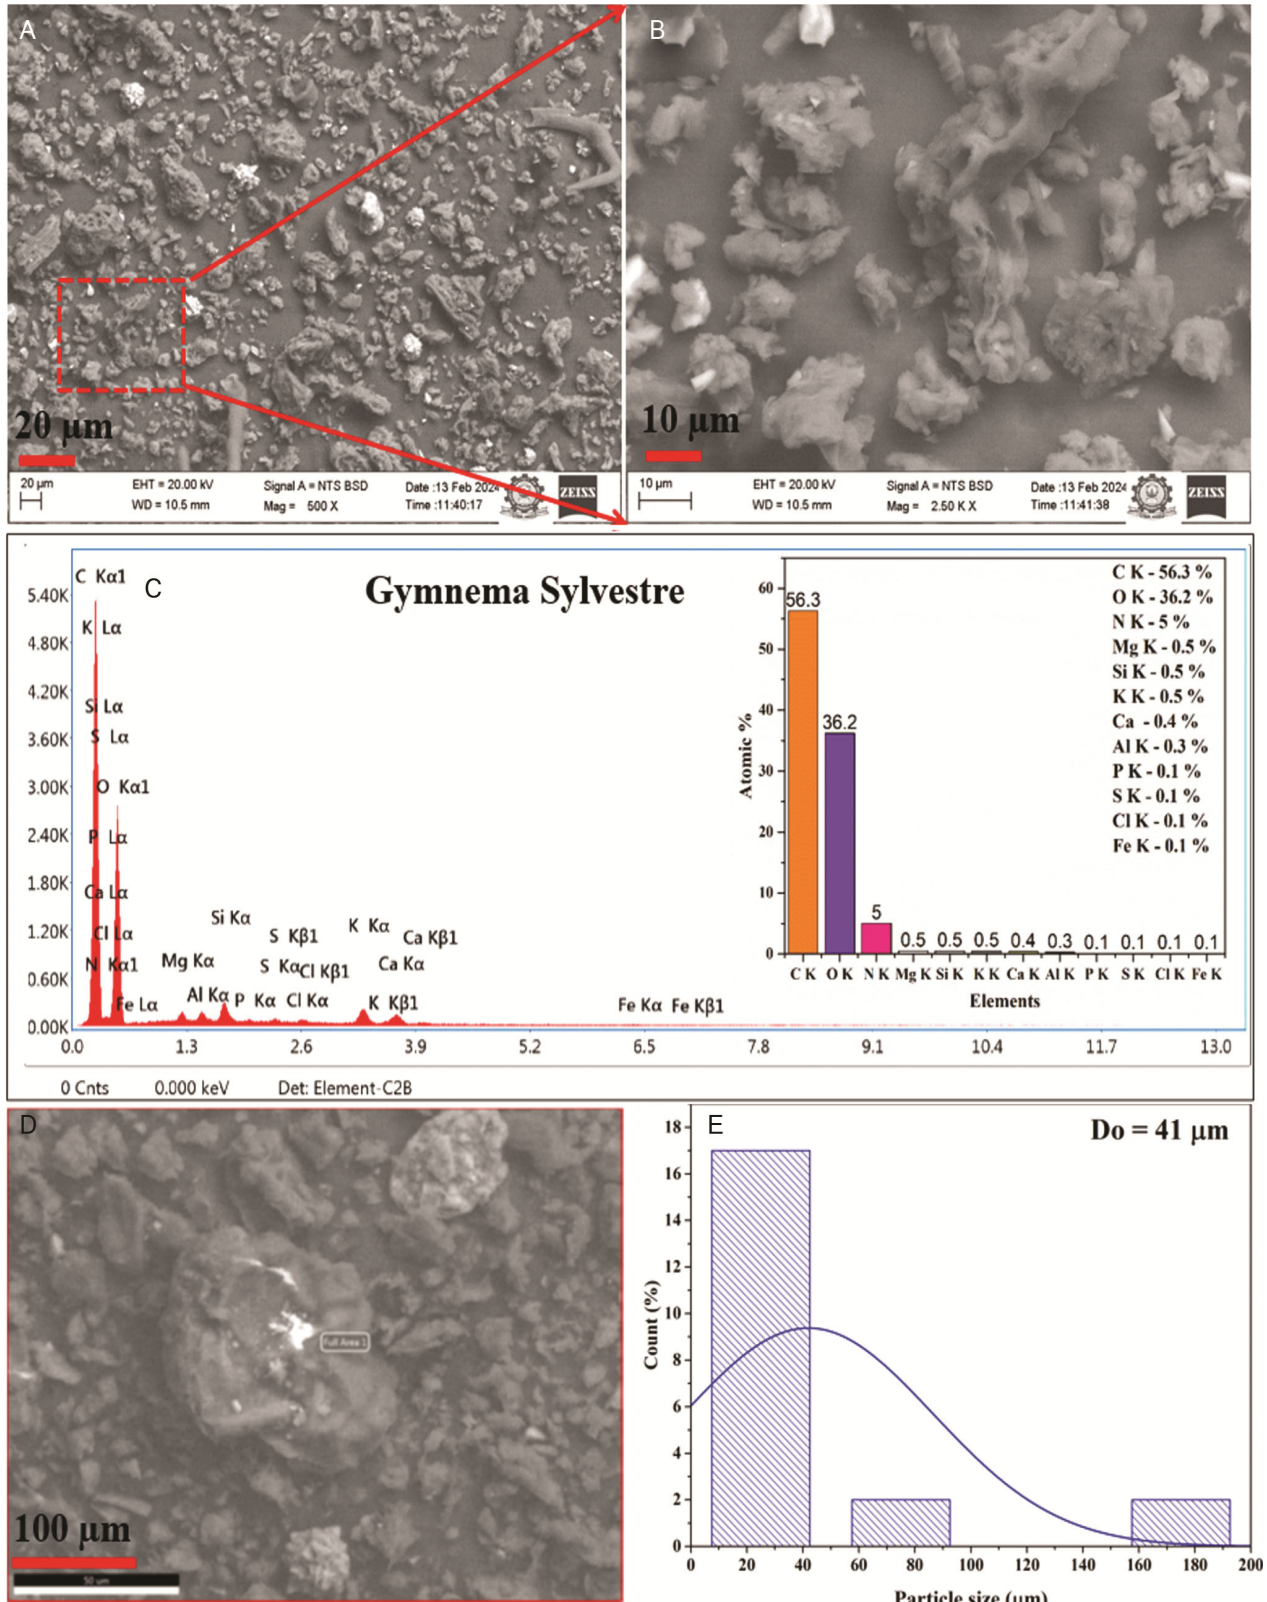 A
20 μm
20 μm
EHT = 20.00 kV
Signal A = NTS BSD
Date :13 Feb 2024
WD = 10.5 mm
Mag = 500 X
Time :11:40:17
ZEISS
B
10 μm
10 μm
EHT = 20.00 kV
Signal A = NTS BSD
Date :13 Feb 2024
WD = 10.5 mm
Mag = 2.50 K X
Time :11:41:38
ZEISS
C
Gymnema Sylvestre
5.40K
4.80K
4.20K
3.60K
3.00K
2.40K
1.80K
1.20K
0.60K
0.00K
C Kα1
K Lα
Si Lα
S Lα
O Kα1
P Lα
Ca Lα
Cl Lα
N Kα1
Fe Lα
Mg Kα
Al Kα
Si Kα
P Kα
S Kβ1
S Kα
Cl Kβ1
Cl Kα
K Kα
Ca Kβ1
Ca Kα
K Kβ1
Fe Kα
Fe Kβ1
0.0 1.3 2.6 3.9 5.2 6.5 7.8 9.1 10.4 11.7 13.0
0 Cnts 0.000 keV Det: Element-C2B
Atomic %
60
50
40
30
20
10
0
56.3
36.2
5
0.5
0.5
0.5
0.4
0.3
0.1
0.1
0.1
0.1
C K O K N K Mg K Si K K K Ca K Al K P K S K Cl K Fe K
Elements
C K - 56.3 %
O K - 36.2 %
N K - 5 %
Mg K - 0.5 %
Si K - 0.5 %
K K - 0.5 %
Ca - 0.4 %
Al K - 0.3 %
P K - 0.1 %
S K - 0.1 %
Cl K - 0.1 %
Fe K - 0.1 %
D
Full Area 1
100 μm
50 μm
E
Do = 41 μm
Count (%)
18
16
14
12
10
8
6
4
2
0
0 20 40 60 80 100 120 140 160 180 200
Particle size (μm)